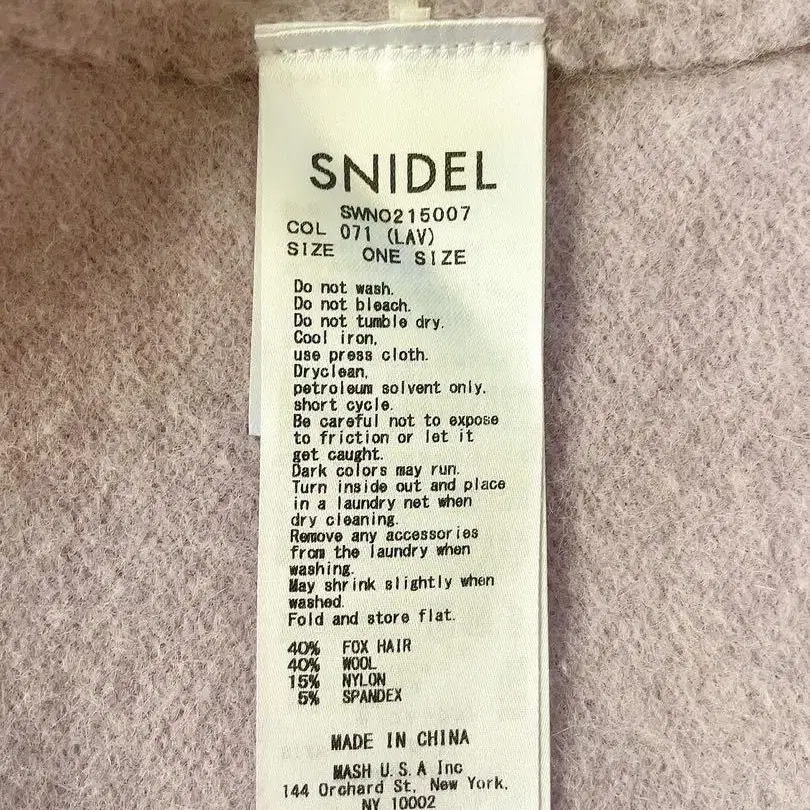 SNIDEL
SWNO215007
COL 071 (LAV)
SIZE ONE SIZE
Do not wash.
Do not bleach.
Do not tumble dry.
Cool iron,
use press cloth.
Dryclean,
petroleum solvent only.
short cycle.
Be careful not to expose
to friction or let it
get caught.
Dark colors may run.
Turn inside out and place
in a laundry net when
dry cleaning.
Remove any accessories
from the laundry when
washing.
May shrink slightly when
washed.
Fold and store flat.
40% FOX HAIR
40% WOOL
15% NYLON
5% SPANDEX
MADE IN CHINA
MASH U.S.A Inc
144 Orchard St, New York,
NY 10002